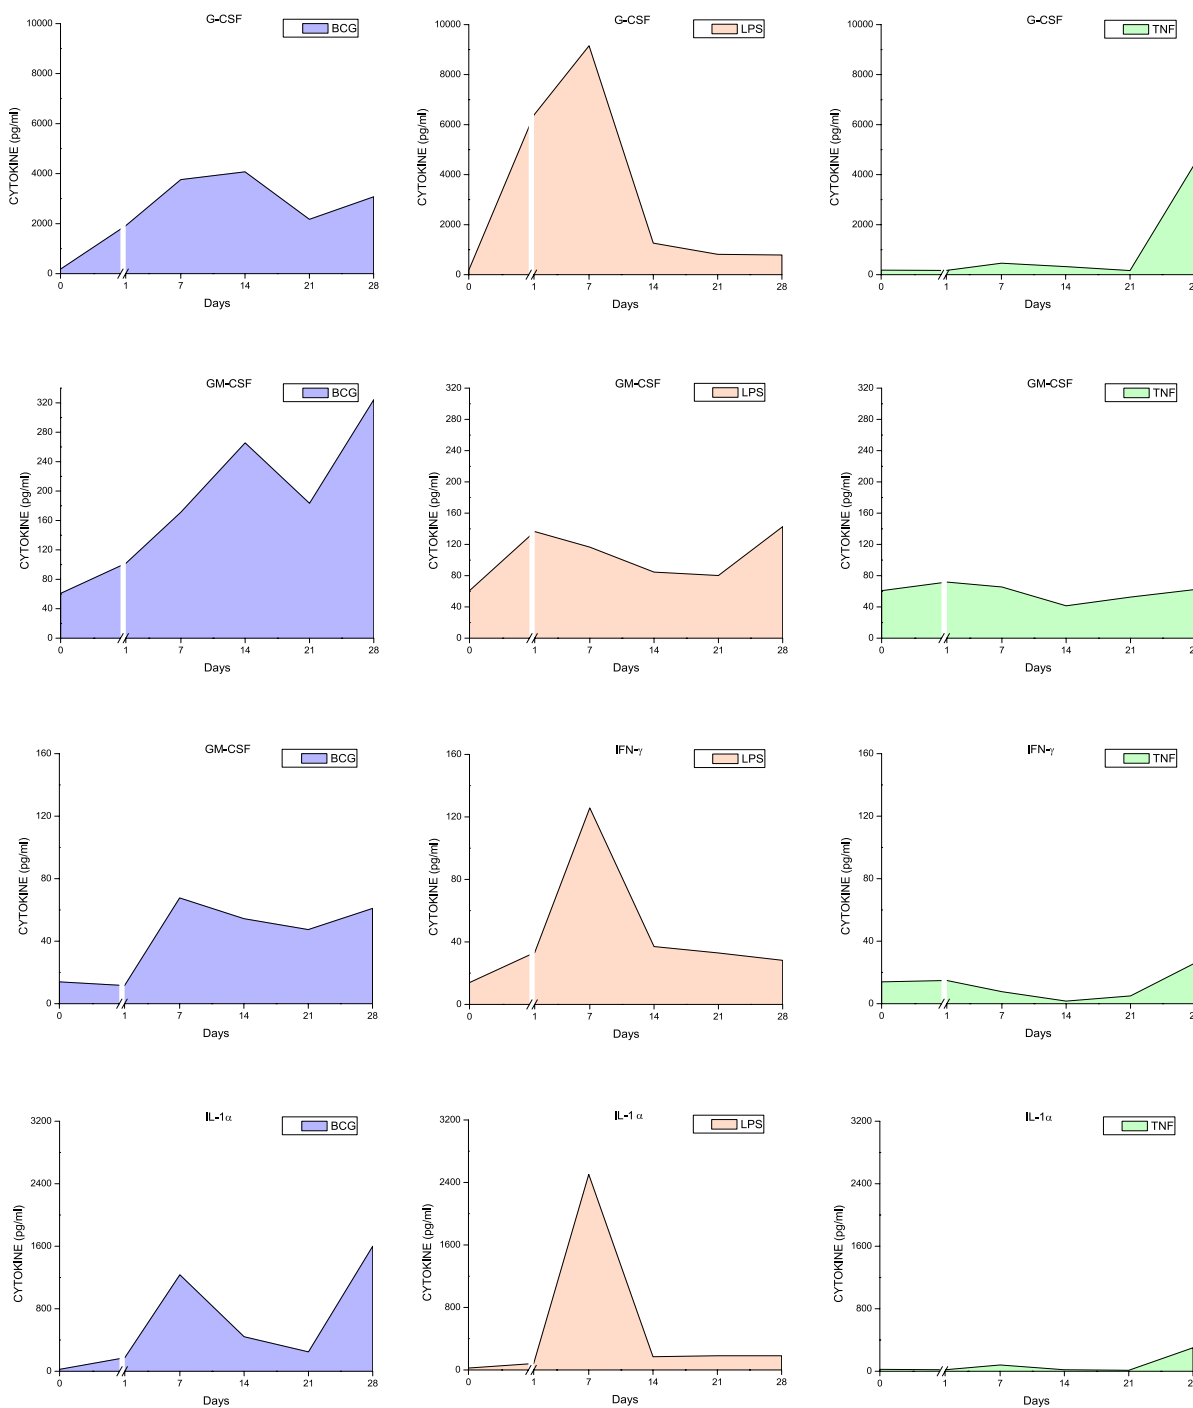 G-CSF
BCG
CYTOKINE (pg/ml)
10000
8000
6000
4000
2000
0
0 1 7 14 21 28
Days
G-CSF
LPS
CYTOKINE (pg/ml)
10000
8000
6000
4000
2000
0
0 1 7 14 21 28
Days
G-CSF
TNF
CYTOKINE (pg/ml)
10000
8000
6000
4000
2000
0
0 1 7 14 21 2
Days
GM-CSF
BCG
CYTOKINE (pg/ml)
320
280
240
200
160
120
80
40
0
0 1 7 14 21 28
Days
GM-CSF
LPS
CYTOKINE (pg/ml)
320
280
240
200
160
120
80
40
0
0 1 7 14 21 28
Days
GM-CSF
TNF
CYTOKINE (pg/ml)
320
280
240
200
160
120
80
40
0
0 1 7 14 21 2
Days
GM-CSF
BCG
CYTOKINE (pg/ml)
160
120
80
40
0
0 1 7 14 21 28
Days
IFN-γ
LPS
CYTOKINE (pg/ml)
160
120
80
40
0
0 1 7 14 21 28
Days
IFN-γ
TNF
CYTOKINE (pg/ml)
160
120
80
40
0
0 1 7 14 21 2
Days
IL-1α
BCG
CYTOKINE (pg/ml)
3200
2400
1600
800
0
0 1 7 14 21 28
Days
IL-1 α
LPS
CYTOKINE (pg/ml)
3200
2400
1600
800
0
0 1 7 14 21 28
Days
IL-1α
TNF
CYTOKINE (pg/ml)
3200
2400
1600
800
0
0 1 7 14 21 2
Days